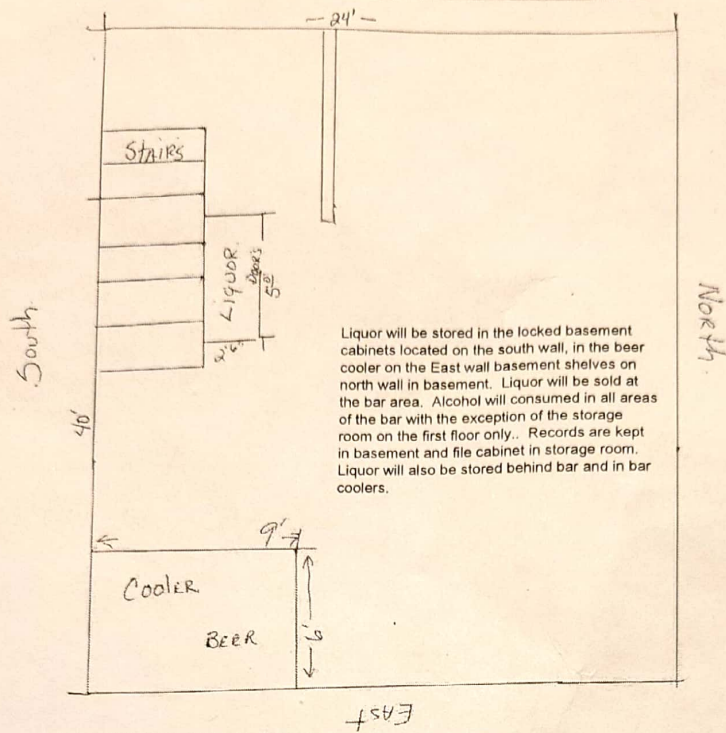 24'
STAIRS
LIQUOR
DOORS
5'0"
2'6"
South
North
40'
Liquor will be stored in the locked basement
cabinets located on the south wall, in the beer
cooler on the East wall basement shelves on
north wall in basement. Liquor will be sold at
the bar area. Alcohol will consumed in all areas
of the bar with the exception of the storage
room on the first floor only.. Records are kept
in basement and file cabinet in storage room.
Liquor will also be stored behind bar and in bar
coolers.
9'
COOLER
BEER
6'
EAST